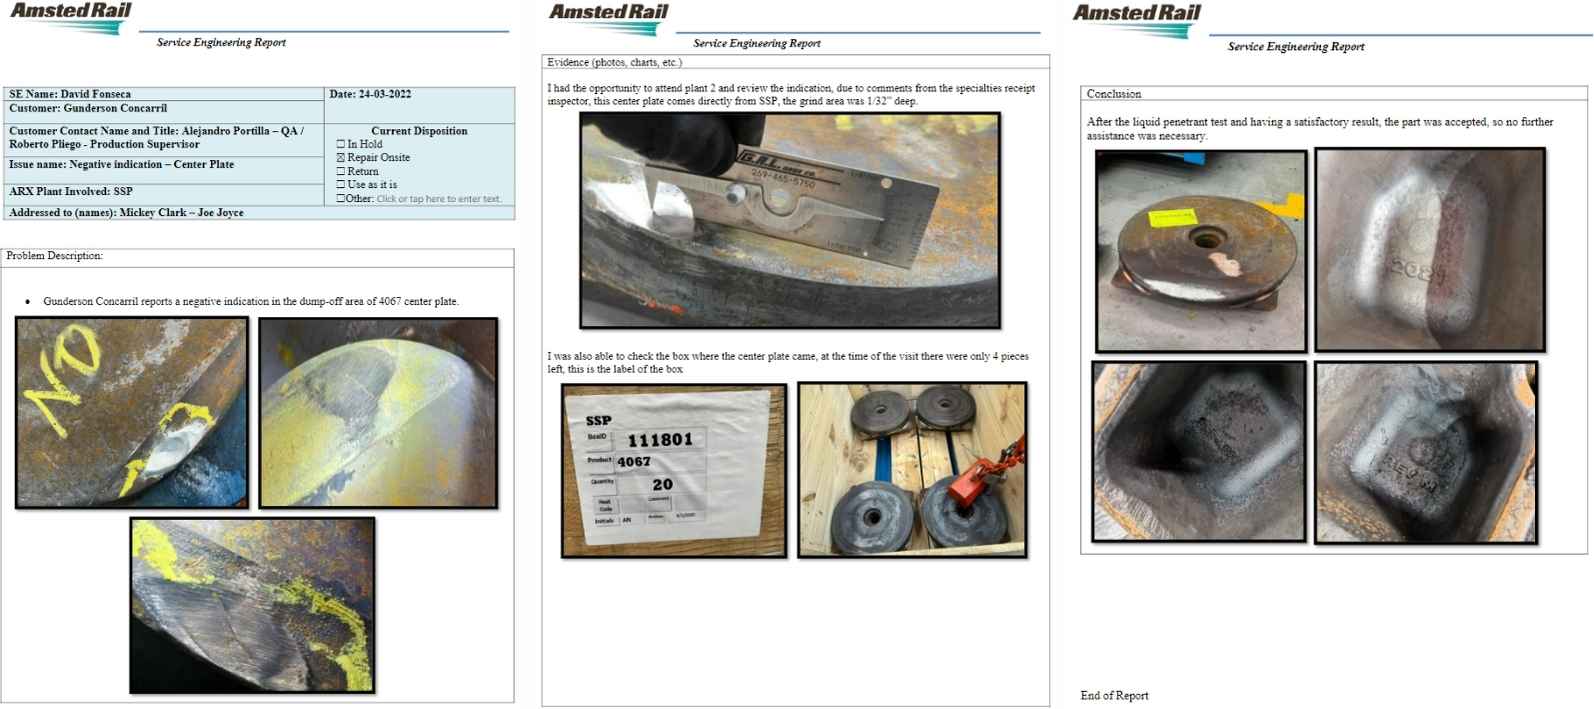 Amsted Rail
Service Engineering Report
SE Name: David Fonseca
Date: 24-03-2022
Customer: Gunderson Concarril
Customer Contact Name and Title: Alejandro Portilla – QA /
Roberto Pliego - Production Supervisor
Issue name: Negative indication – Center Plate
ARX Plant Involved: SSP
Current Disposition
☐ In Hold
☒ Repair Onsite
☐ Return
☐ Use as it is
☐Other: Click or tap here to enter text.
Addressed to (names): Mickey Clark – Joe Joyce
Problem Description:
• Gunderson Concarril reports a negative indication in the dump-off area of 4067 center plate.
NO
Amsted Rail
Service Engineering Report
Evidence (photos, charts, etc.)
I had the opportunity to attend plant 2 and review the indication, due to comments from the specialties receipt
inspector, this center plate comes directly from SSP, the grind area was 1/32” deep.
G.A.L.
GAGE CO.
269-465-5750
I was also able to check the box where the center plate came, at the time of the visit there were only 4 pieces
left, this is the label of the box
SSP
111801
Product 4067
Quantity 20
Heat
Code
Initials AN
Amsted Rail
Service Engineering Report
Conclusion
After the liquid penetrant test and having a satisfactory result, the part was accepted, so no further
assistance was necessary.
End of Report